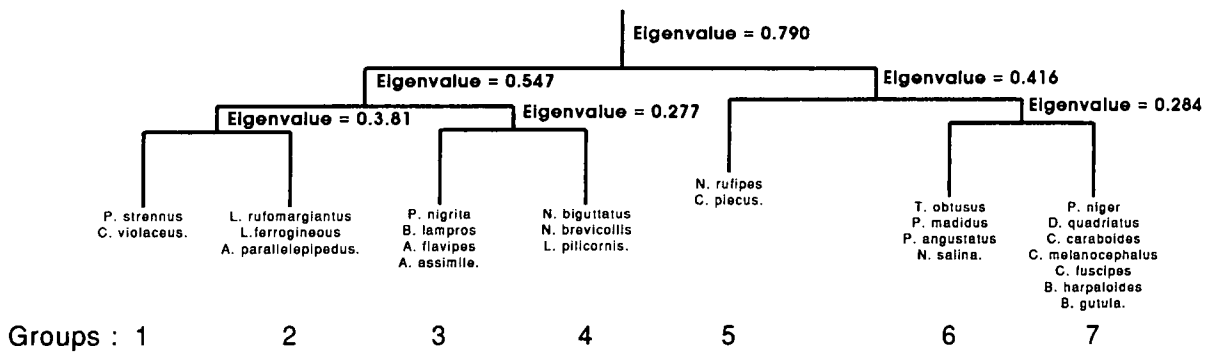 Eigenvalue = 0.790
Eigenvalue = 0.547
Eigenvalue = 0.416
Eigenvalue = 0.3.81
Eigenvalue = 0.277
Eigenvalue = 0.284
P. strennus
C. violaceus.
L. rufomargiantus
L.ferrogineous
A. parallelepipedus.
P. nigrita
B. lampros
A. flavipes
A. assimile.
N. biguttatus
N. brevicollis
L. pilicornis.
N. rufipes
C. piecus.
T. obtusus
P. madidus
P. angustatus
N. salina.
P. niger
D. quadriatus
C. caraboides
C. melanocephalus
C. fuscipes
B. harpaloides
B. gutula.
Groups : 1 2 3 4 5 6 7